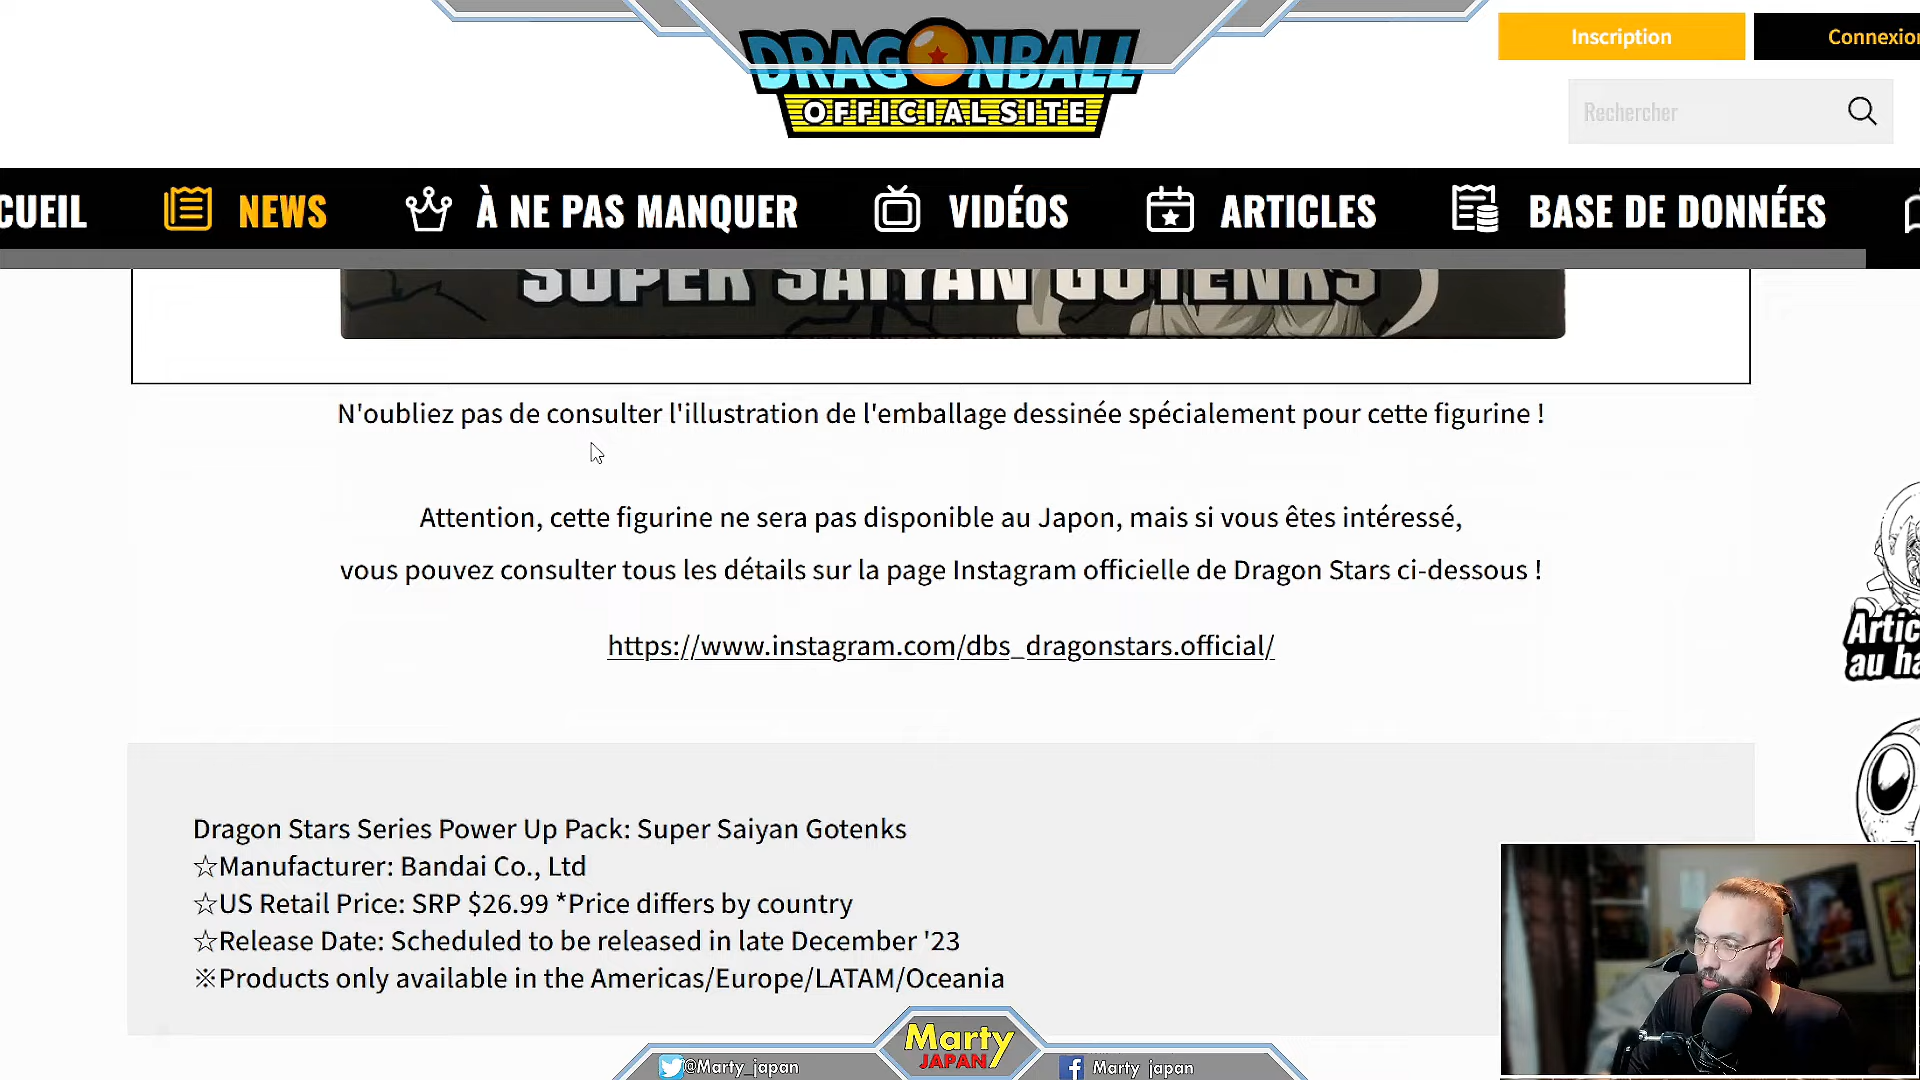 DRAGONBALL
OFFICIAL SITE
Inscription
Connexion
Rechercher
CUEIL
NEWS
À NE PAS MANQUER
VIDÉOS
ARTICLES
BASE DE DONNÉES
SUPER SAIYAN GOTENKS
N'oubliez pas de consulter l'illustration de l'emballage dessinée spécialement pour cette figurine !
Attention, cette figurine ne sera pas disponible au Japon, mais si vous êtes intéressé,
vous pouvez consulter tous les détails sur la page Instagram officielle de Dragon Stars ci-dessous !
https://www.instagram.com/dbs_dragonstars.official/
Artic
au ha
Dragon Stars Series Power Up Pack: Super Saiyan Gotenks
☆Manufacturer: Bandai Co., Ltd
☆US Retail Price: SRP $26.99 *Price differs by country
☆Release Date: Scheduled to be released in late December '23
※Products only available in the Americas/Europe/LATAM/Oceania
Marty
JAPAN
@Marty_japan
Marty japan